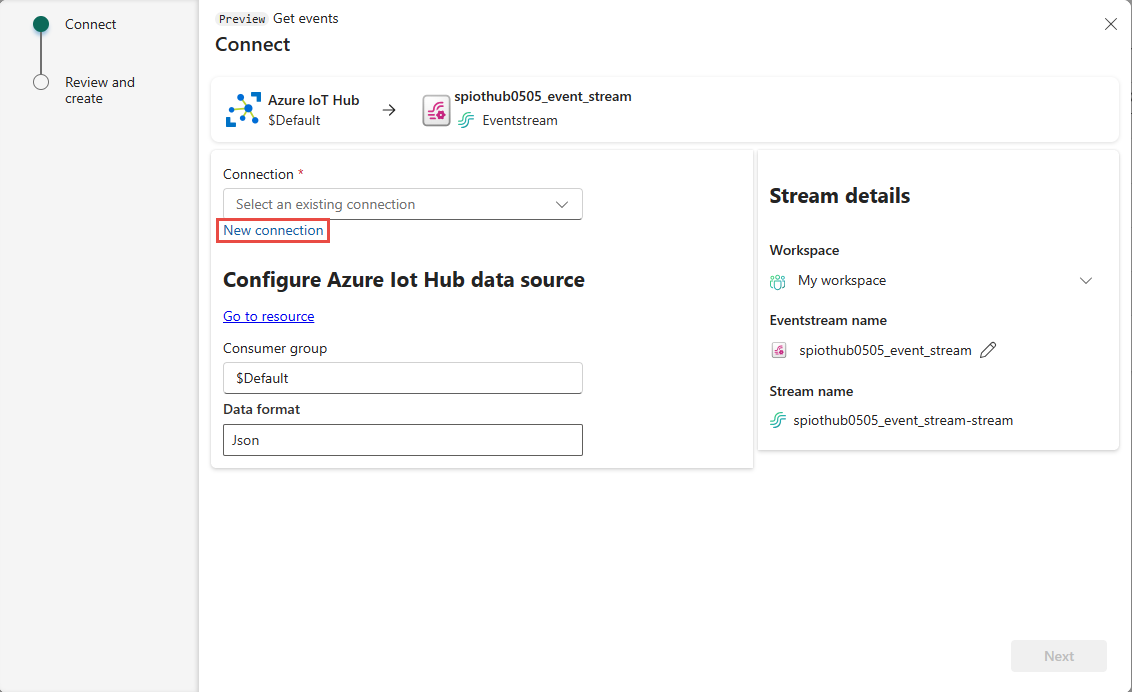 Connect
Review and
create
Preview Get events
Connect
Azure IoT Hub
$Default
spiothub0505_event_stream
Eventstream
Connection *
Select an existing connection
New connection
Configure Azure Iot Hub data source
Go to resource
Consumer group
$Default
Data format
Json
Stream details
Workspace
My workspace
Eventstream name
spiothub0505_event_stream
Stream name
spiothub0505_event_stream-stream
Next